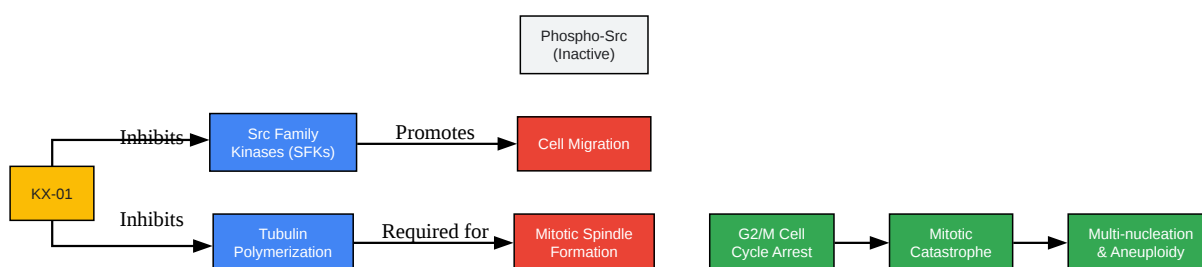 Phospho-Src
(Inactive)
Inhibits
Src Family
Kinases (SFKs)
Promotes
Cell Migration
KX-01
Inhibits
Tubulin
Polymerization
Required for
Mitotic Spindle
Formation
G2/M Cell
Cycle Arrest
Mitotic
Catastrophe
Multi-nucleation
& Aneuploidy